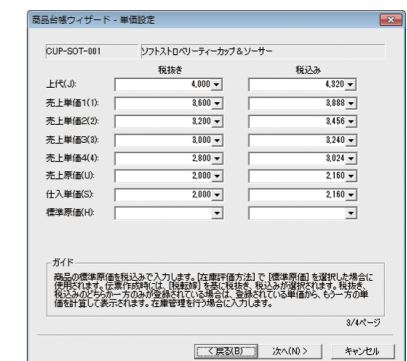 商品台帳ウィザード - 単価設定
CUP-SOT-001 ソフトストロベリーティーカップ＆ソーサー
税抜き 税込み
上代(J): 4,000 4,320
売上単価1(1): 3,600 3,888
売上単価2(2): 3,200 3,456
売上単価3(3): 3,000 3,240
売上単価4(4): 2,800 3,024
売上原価(U): 2,000 2,160
仕入単価(S): 2,000 2,160
標準原価(H):
ガイド
商品の標準原価を税込みで入力します。[在庫評価方法]で[標準原価]を選択した場合に
使用されます。伝票作成時には、[税転嫁]を基に税抜き、税込みが選択されます。税抜き、
税込みのどちらか一方のみが登録されている場合は、登録されている単価から、もう一方の単
価を計算して表示されます。在庫管理を行う場合に入力します。
3/4ページ
< 戻る(B) 次へ(N) > キャンセル